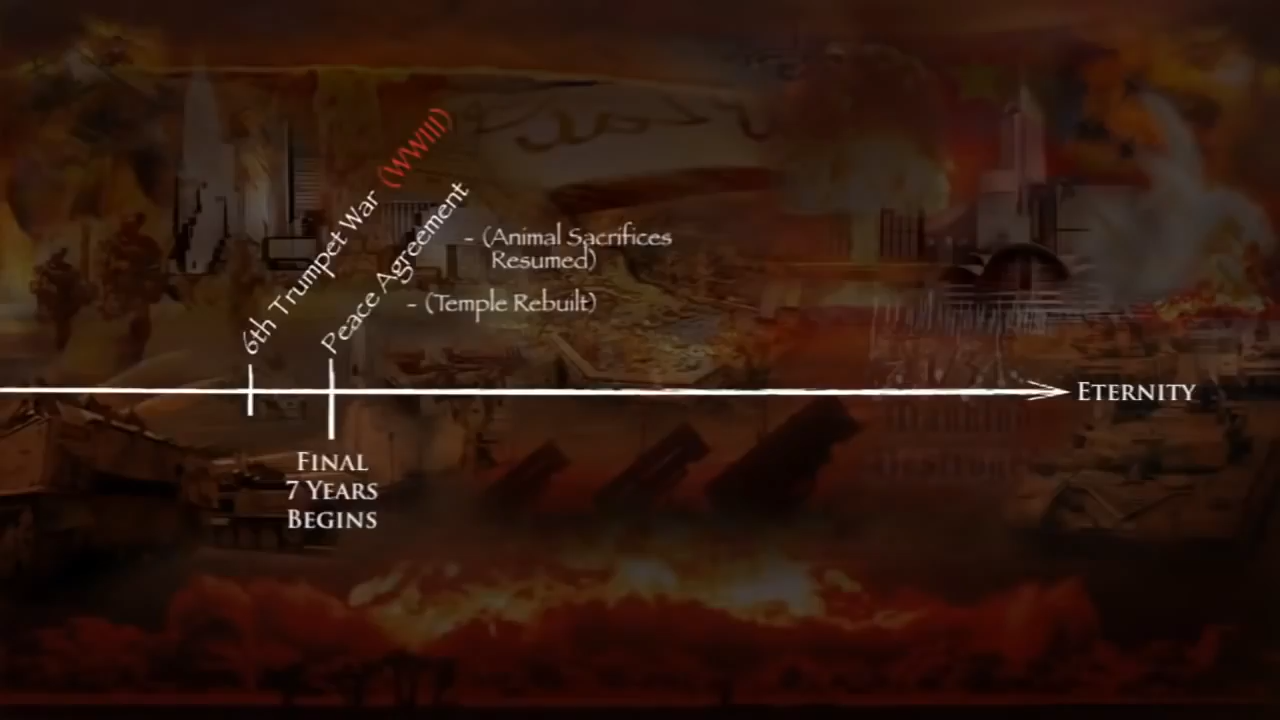 6th Trumpet War (WWIII)
Peace Agreement
- (Animal Sacrifices
Resumed)
- (Temple Rebuilt)
Eternity
Final
7 Years
Begins